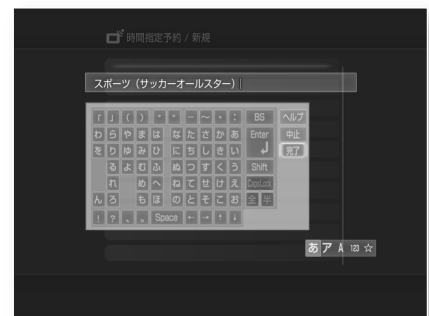 時間指定予約 / 新規
スポーツ（サッカーオールスター）
「 」 ( ) ゛ ゜ ー ～ ・ : BS ヘルプ
わ ら や ま は な た さ か あ Enter 中止
を り ゆ み ひ に ち し き い 完了
る よ む ふ ぬ つ す く う Shift
れ め へ ね て せ け え CapsLock
ん ろ も ほ の と そ こ お 全 半
! ? 、 。 Space ← → ↑ ↓
あ ア A 123 ☆